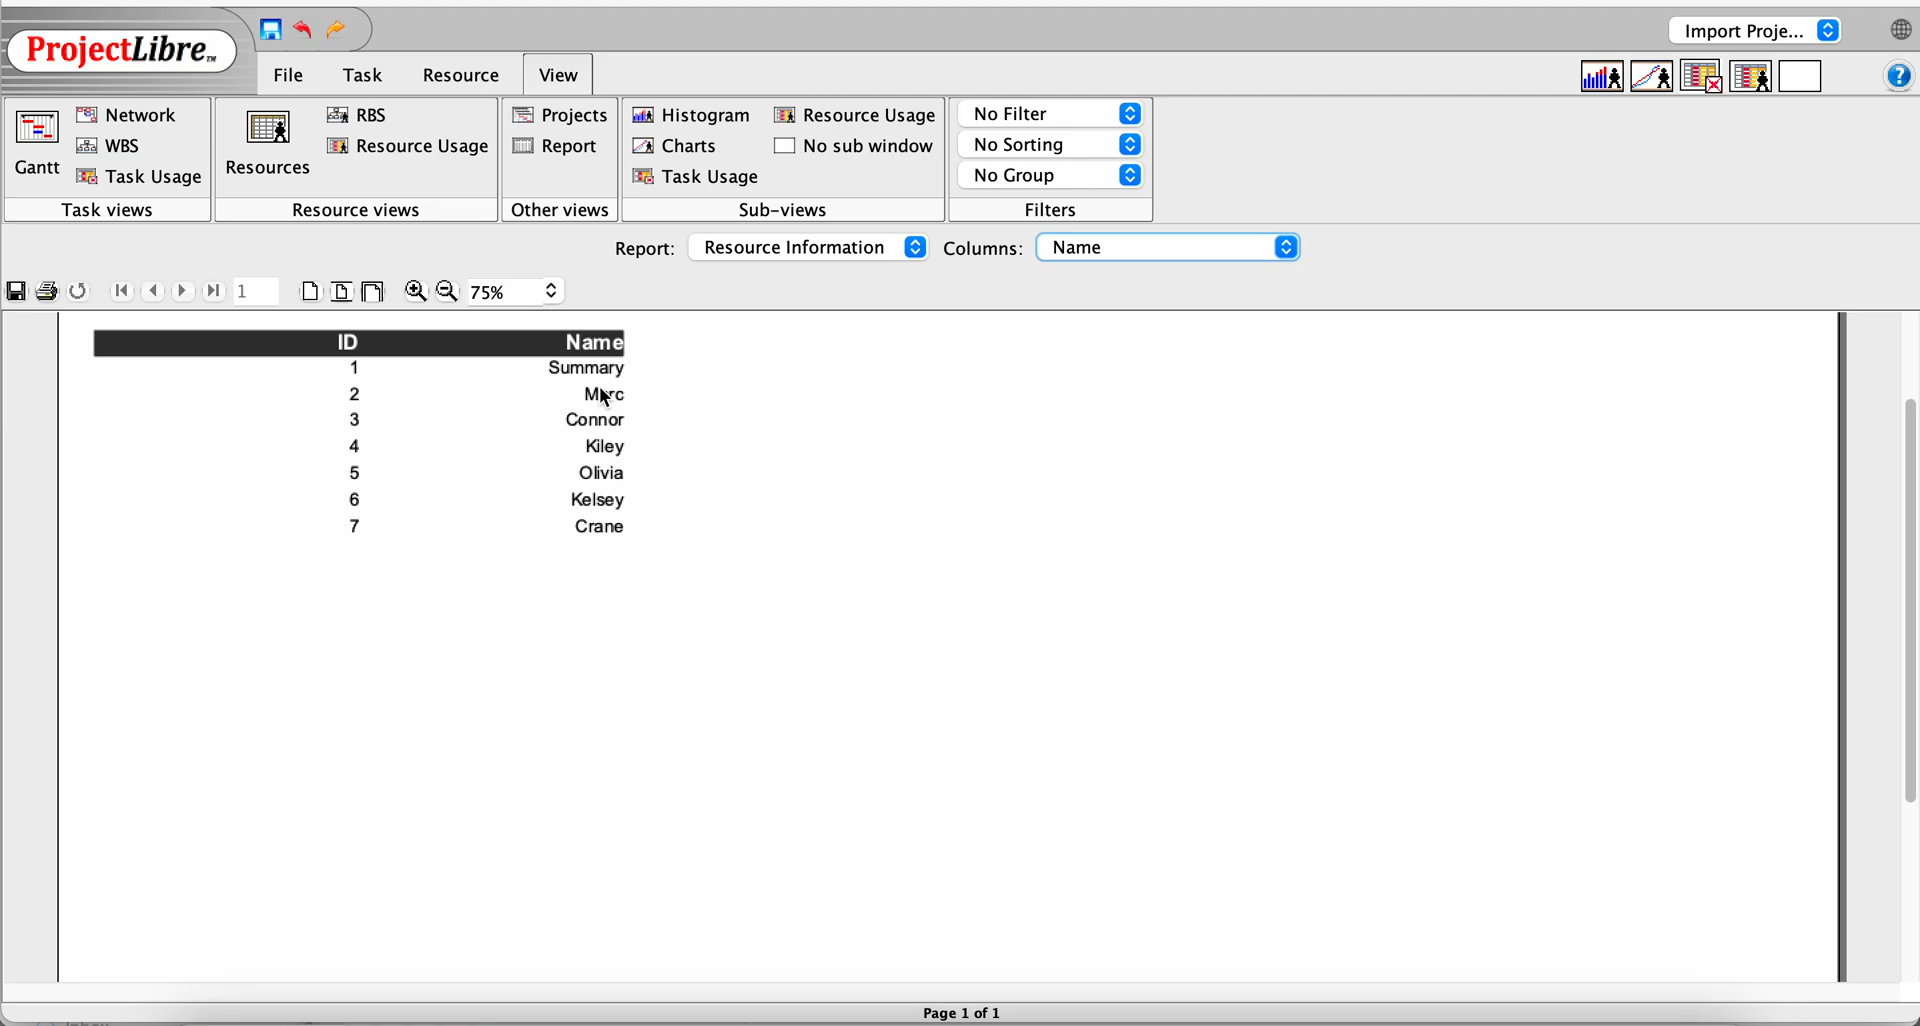 Import Proje...
ProjectLibre™
File Task Resource View
Network RBS Projects Histogram Resource Usage No Filter
WBS Resource Usage Report Charts No sub window No Sorting
Gantt Task Usage Resources Task Usage No Group
Task views Resource views Other views Sub-views Filters
Report: Resource Information Columns: Name
1 75%
ID Name
1 Summary
2 Marc
3 Connor
4 Kiley
5 Olivia
6 Kelsey
7 Crane
Page 1 of 1